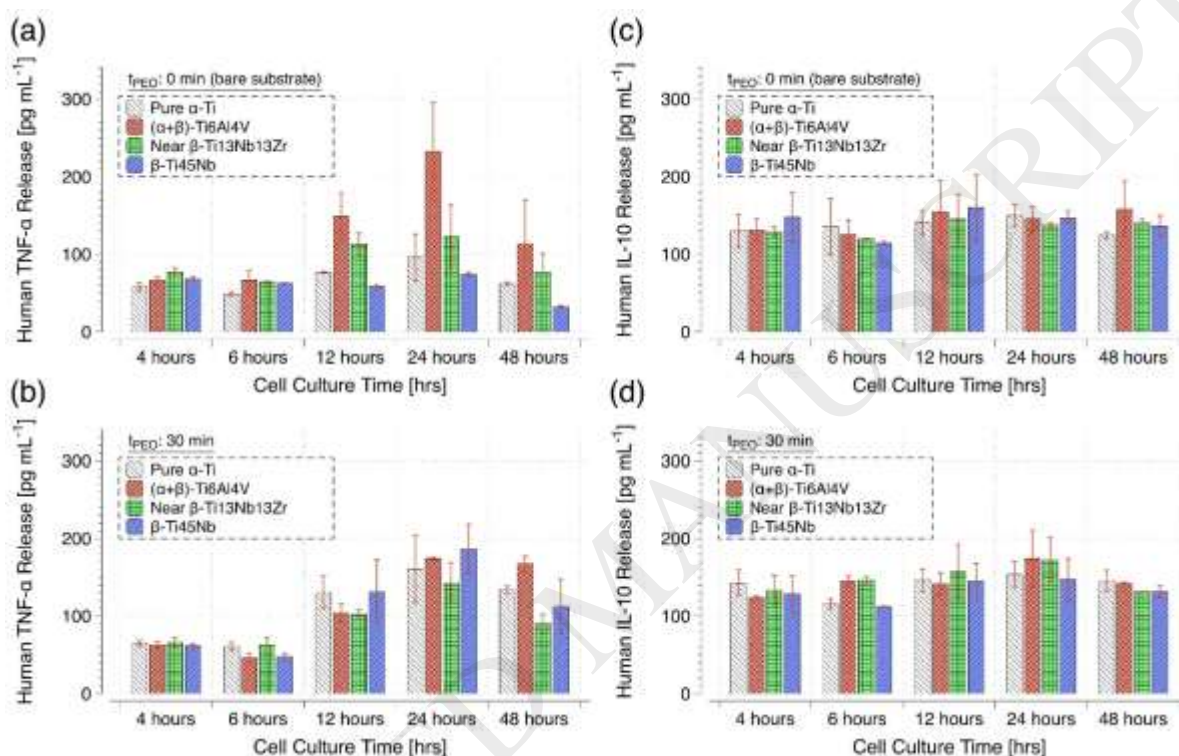 (a)
Human TNF-α Release [pg mL⁻¹]
300
200
100
0
tPEO: 0 min (bare substrate)
Pure α-Ti
(α+β)-Ti6Al4V
Near β-Ti13Nb13Zr
β-Ti45Nb
4 hours 6 hours 12 hours 24 hours 48 hours
Cell Culture Time [hrs]
(b)
Human TNF-α Release [pg mL⁻¹]
300
200
100
0
tPEO: 30 min
Pure α-Ti
(α+β)-Ti6Al4V
Near β-Ti13Nb13Zr
β-Ti45Nb
4 hours 6 hours 12 hours 24 hours 48 hours
Cell Culture Time [hrs]
(c)
Human IL-10 Release [pg mL⁻¹]
300
200
100
0
tPEO: 0 min (bare substrate)
Pure α-Ti
(α+β)-Ti6Al4V
Near β-Ti13Nb13Zr
β-Ti45Nb
4 hours 6 hours 12 hours 24 hours 48 hours
Cell Culture Time [hrs]
(d)
Human IL-10 Release [pg mL⁻¹]
300
200
100
0
tPEO: 30 min
Pure α-Ti
(α+β)-Ti6Al4V
Near β-Ti13Nb13Zr
β-Ti45Nb
4 hours 6 hours 12 hours 24 hours 48 hours
Cell Culture Time [hrs]
D MANUSCRIPT